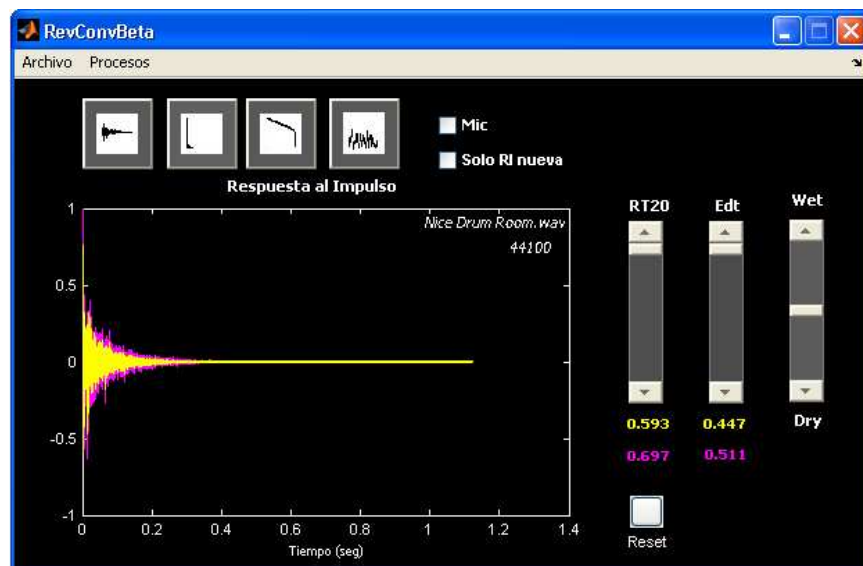 RevConvBeta
Archivo Procesos
Mic
Solo RI nueva
Respuesta al Impulso
Nice Drum Room.wav
44100
1
0.5
0
-0.5
-1
0 0.2 0.4 0.6 0.8 1 1.2 1.4
Tiempo (seg)
RT20 Edt Wet
0.593 0.447 Dry
0.697 0.511
Reset